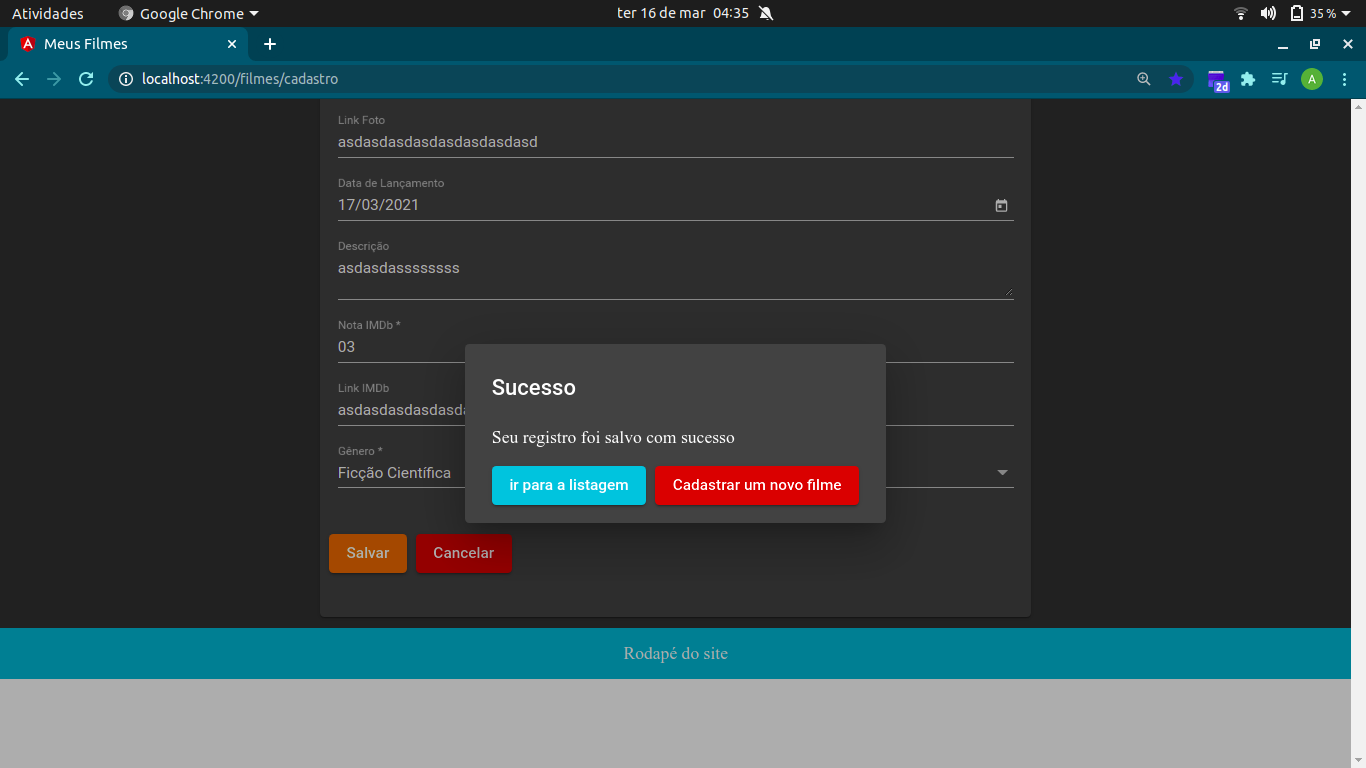 Atividades Google Chrome ter 16 de mar 04:35 35 %
Meus Filmes
localhost:4200/filmes/cadastro 2d A
Link Foto
asdasdasdasdasdasdasdasd
Data de Lançamento
17/03/2021
Descrição
asdasdassssssss
Nota IMDb *
03
Link IMDb
Gênero *
Ficção Científica
Sucesso
Seu registro foi salvo com sucesso
ir para a listagem Cadastrar um novo filme
Salvar Cancelar
Rodapé do site